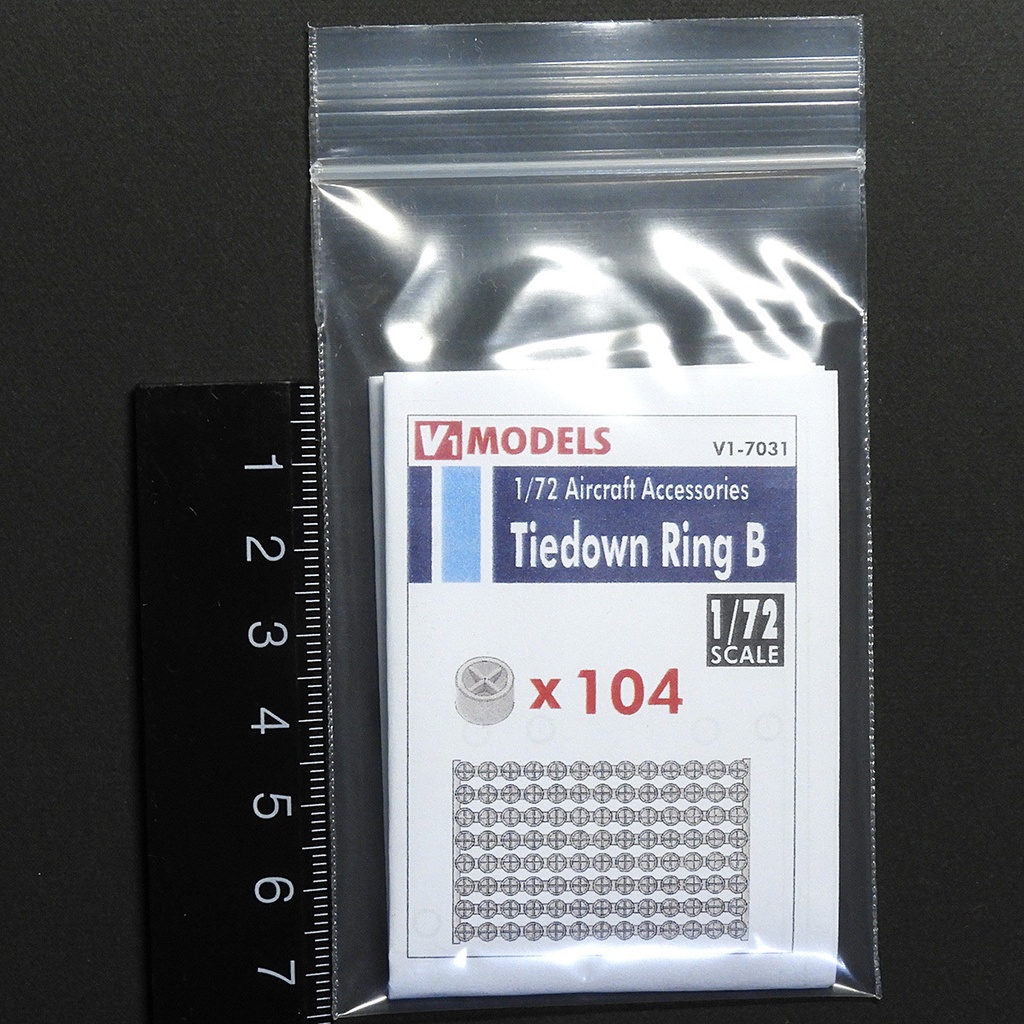 V1 MODELS
V1-7031
1/72 Aircraft Accessories
Tiedown Ring B
1/72
SCALE
x 104
1
2
3
4
5
6
7